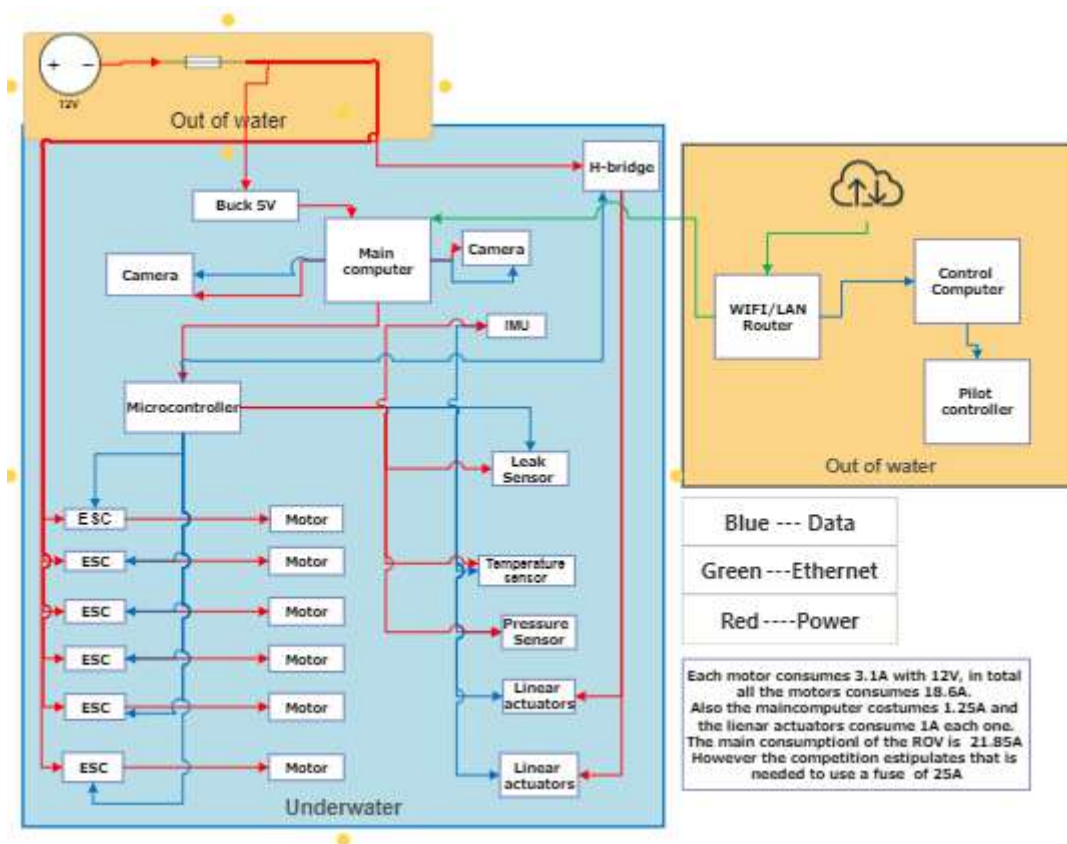 + −
12V
Out of water
H-bridge
Buck 5V
Main
computer
Camera
Camera
IMU
Microcontroller
Leak
Sensor
ESC
Motor
ESC
Motor
Temperature
sensor
ESC
Motor
Pressure
Sensor
ESC
Motor
Linear
actuators
ESC
Motor
ESC
Motor
Linear
actuators
Underwater
WIFI/LAN
Router
Control
Computer
Pilot
controller
Out of water
Blue --- Data
Green ---Ethernet
Red ----Power
Each motor consumes 3.1A with 12V, in total
all the motors consumes 18.6A.
Also the maincomputer costumes 1.25A and
the lienar actuators consume 1A each one.
The main consumptionl of the ROV is 21.85A
However the competition estipulates that is
needed to use a fuse of 25A